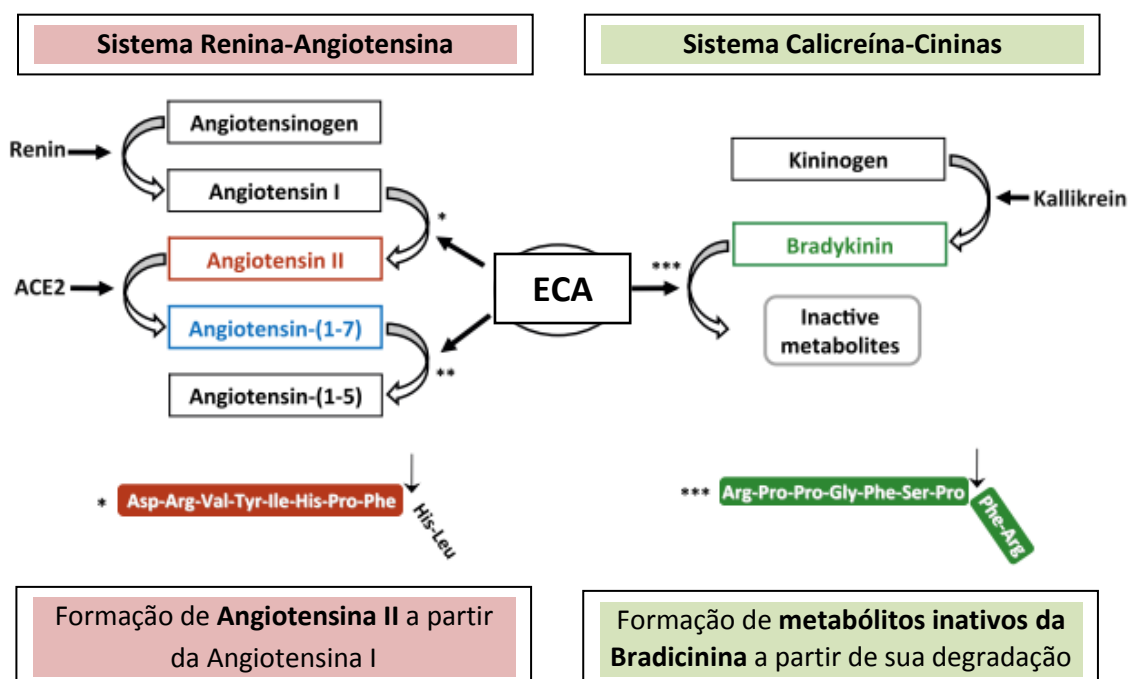 Sistema Renina-Angiotensina
Sistema Calicreína-Cininas
Angiotensinogen
Renin
Angiotensin I
*
Angiotensin II
ACE2
Angiotensin-(1-7)
**
Angiotensin-(1-5)
ECA
Kininogen
Kallikrein
Bradykinin
***
Inactive
metabolites
* Asp-Arg-Val-Tyr-Ile-His-Pro-Phe
His-Leu
*** Arg-Pro-Pro-Gly-Phe-Ser-Pro
Phe-Arg
Formação de Angiotensina II a partir
da Angiotensina I
Formação de metabólitos inativos da
Bradicinina a partir de sua degradação